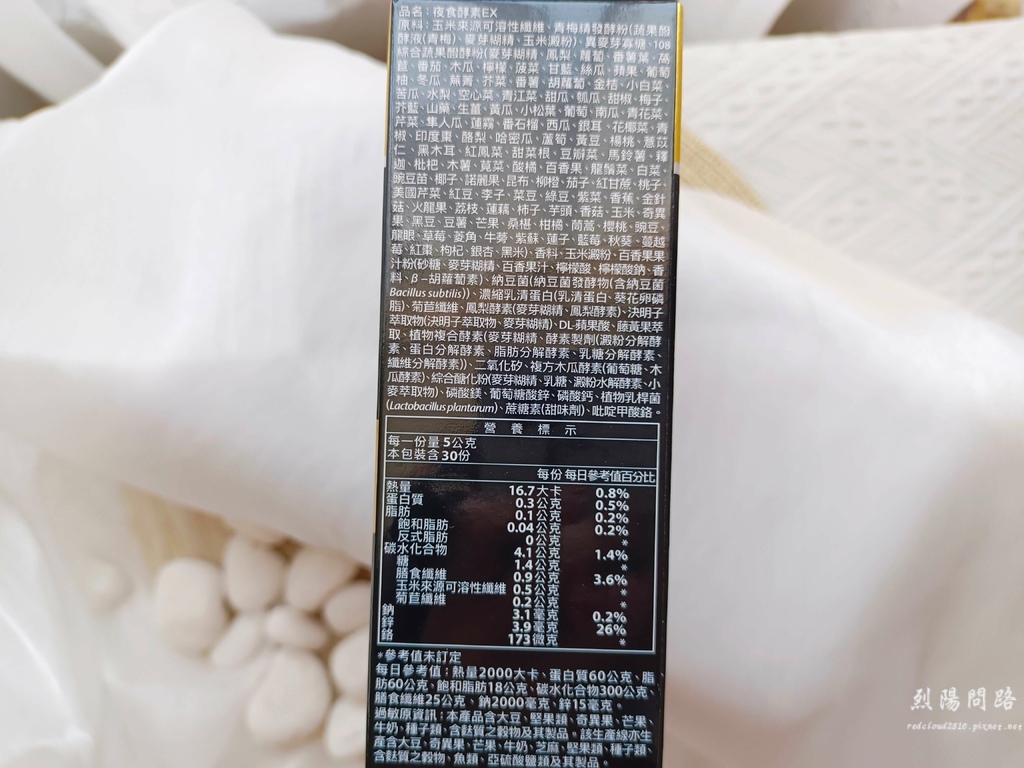 品名：夜食酵素EX
原料：玉米來源可溶性纖維、青梅精發酵粉(蔬果酚
酵液(青梅)、麥芽糊精、玉米澱粉)、異麥芽寡糖、108
綜合蔬果酚酵粉(麥芽糊精、鳳梨、蘿蔔、番薯葉、萵
苣、番茄、木瓜、檸檬、菠菜、甘藍、絲瓜、蘋果、葡萄
柚、冬瓜、蕪菁、芥菜、番薯、胡蘿蔔、金桔、小白菜、
苦瓜、水梨、空心菜、青江菜、甜瓜、瓠瓜、甜椒、梅子、
芥藍、山藥、生薑、黃瓜、小松葉、葡萄、南瓜、青花菜、
芹菜、隼人瓜、蓮霧、番石榴、西瓜、銀耳、花椰菜、青
椒、印度棗、酪梨、哈密瓜、蘆筍、黃豆、楊桃、薏苡
仁、黑木耳、紅鳳菜、甜菜根、豆瓣菜、馬鈴薯、釋
迦、枇杷、木薯、莧菜、酸橘、百香果、龍鬚菜、白菜、
豌豆苗、椰子、諾麗果、昆布、柳橙、茄子、紅甘蔗、桃子、
美國芹菜、紅豆、李子、菜豆、綠豆、紫菜、香蕉、金針
菇、火龍果、荔枝、蓮藕、柿子、芋頭、香菇、玉米、奇異
果、黑豆、豆薯、芒果、桑椹、柑橘、茼蒿、櫻桃、豌豆、
龍眼、草莓、菱角、牛蒡、紫蘇、蓮子、藍莓、秋葵、蔓越
莓、紅棗、枸杞、銀杏、黑米)、香料、玉米澱粉、百香果果
汁粉(砂糖、麥芽糊精、百香果汁、檸檬酸、檸檬酸鈉、香
料、β－胡蘿蔔素)、納豆菌(納豆菌發酵物(含納豆菌
Bacillus subtilis))、濃縮乳清蛋白(乳清蛋白、葵花卵磷
脂)、菊苣纖維、鳳梨酵素(麥芽糊精、鳳梨酵素)、決明子
萃取物(決明子萃取物、麥芽糊精)、DL-蘋果酸、藤黃果萃
取、植物複合酵素(麥芽糊精、酵素製劑(澱粉分解酵
素、蛋白分解酵素、脂肪分解酵素、乳糖分解酵素、
纖維分解酵素))、二氧化矽、複方木瓜酵素(葡萄糖、木
瓜酵素)、綜合醣化粉(麥芽糊精、乳糖、澱粉水解酵素、小
麥萃取物)、磷酸鎂、葡萄糖酸鋅、磷酸鈣、植物乳桿菌
(Lactobacillus plantarum)、蔗糖素(甜味劑)、吡啶甲酸鉻。
營養標示
每一份量 5公克
本包裝含30份
每份 每日參考值百分比
熱量 16.7大卡 0.8%
蛋白質 0.3公克 0.5%
脂肪 0.1公克 0.2%
飽和脂肪 0.04公克 0.2%
反式脂肪 0公克 *
碳水化合物 4.1公克 1.4%
糖 1.4公克 *
膳食纖維 0.9公克 3.6%
玉米來源可溶性纖維 0.5公克 *
菊苣纖維 0.2公克 *
鈉 3.1毫克 0.2%
鋅 3.9毫克 26%
鉻 173微克 *
*參考值未訂定
每日參考值：熱量2000大卡、蛋白質60公克、脂
肪60公克、飽和脂肪18公克、碳水化合物300公克、
膳食纖維25公克、鈉2000毫克、鋅15毫克。
過敏原資訊：本產品含大豆、堅果類、奇異果、芒果、
牛奶、種子類、含麩質之穀物及其製品。該生產線亦生
產含大豆、奇異果、芒果、牛奶、芝麻、堅果類、種子類、
含麩質之穀物、魚類、亞硫酸鹽類及其製品。
烈陽問路
redcloud2510.pixnet.net